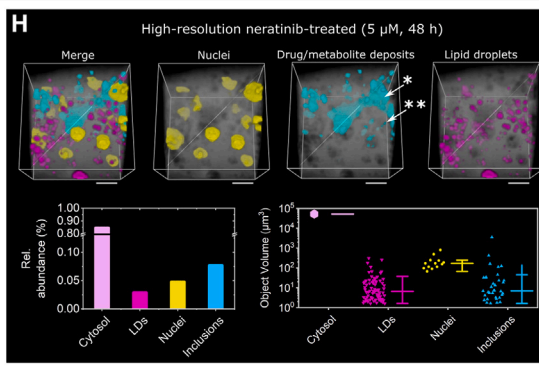 H
High-resolution neratinib-treated (5 µM, 48 h)
Merge
Nuclei
Drug/metabolite deposits
Lipid droplets
*
**
Rel.
abundance (%)
1.00
0.90
0.80
0.10
0.05
0.00
Cytosol
LDs
Nuclei
Inclusions
Object Volume (µm³)
10⁵
10⁴
10³
10²
10¹
10⁰
Cytosol
LDs
Nuclei
Inclusions